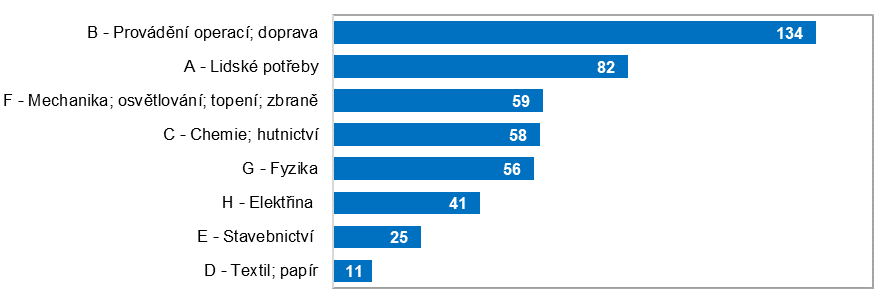 B - Provádění operací; doprava 134
A - Lidské potřeby 82
F - Mechanika; osvětlování; topení; zbraně 59
C - Chemie; hutnictví 58
G - Fyzika 56
H - Elektřina 41
E - Stavebnictví 25
D - Textil; papír 11